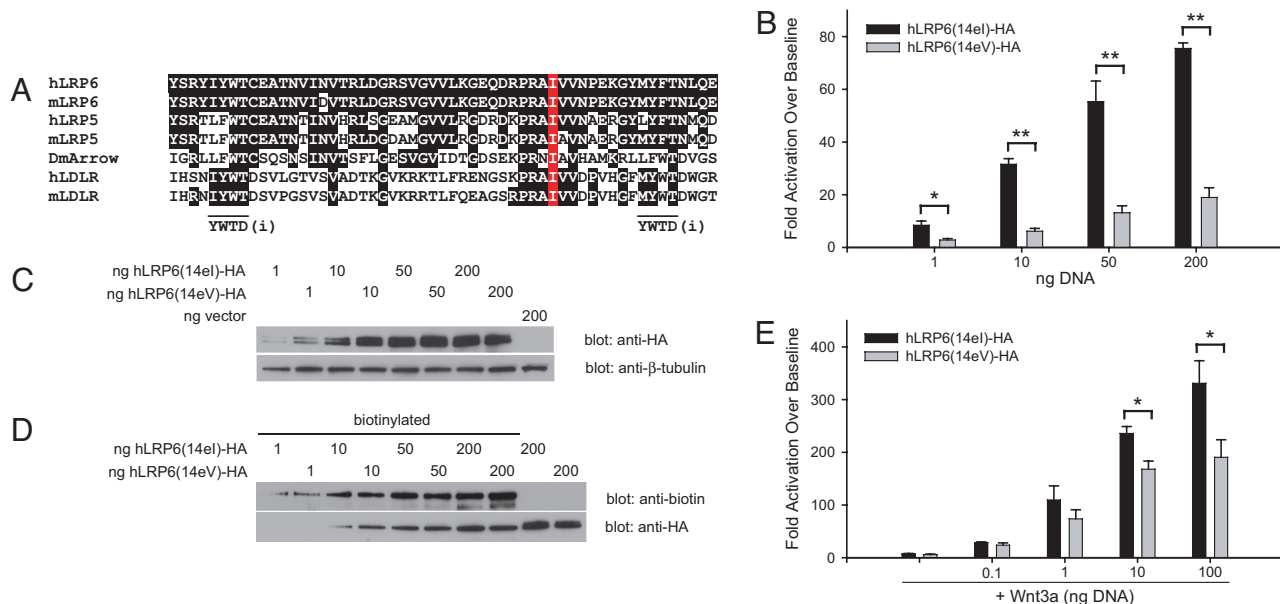 A
hLRP6 YSRYIYWTCEATNVINVTRLDGRSVGVVLKGEQDRPRAIVVNPEKGYMYFTNLQE
mLRP6 YSRYIYWTCEATNVIDVTRLDGRSVGVVLKGEQDRPRAIVVNPEKGYMYFTNLQE
hLRP5 YSRTLFWTCEATNTINVHRLSGEAMGVVLRGDRDKPRAIVVNAERGYLYFTNMQD
mLRP5 YSRTLFWTCEATNTINVHRLDGDAMGVVLRGDRDKPRAIAVNAERGYMYFTNMQD
DmArrow IGRLLFWTCSQSNSINVTSFLGESVGVIDTGDSEKPRNIAVHAMKRLLFWTDVGS
hLDLR IHSNIYWTDSVLGTVSVADTKGVKRKTLFRENGSKPRAIVVDPVHGFMYWTDWGR
mLDLR IHRNIYWTDSVPGSVSVADTKGVKRRTLFQEAGSRPRAIVVDPVHGFMYWTDWGT
YWTD(i) YWTD(i)
B
hLRP6(14eI)-HA
hLRP6(14eV)-HA
Fold Activation Over Baseline
80
60
40
20
0
* ** ** **
1 10 50 200
ng DNA
C
ng hLRP6(14eI)-HA 1 10 50 200
ng hLRP6(14eV)-HA 1 10 50 200
ng vector 200
blot: anti-HA
blot: anti-β-tubulin
D
biotinylated
ng hLRP6(14eI)-HA 1 10 50 200 200
ng hLRP6(14eV)-HA 1 10 50 200 200
blot: anti-biotin
blot: anti-HA
E
hLRP6(14eI)-HA
hLRP6(14eV)-HA
Fold Activation Over Baseline
400
300
200
100
0
* *
0.1 1 10 100
+ Wnt3a (ng DNA)